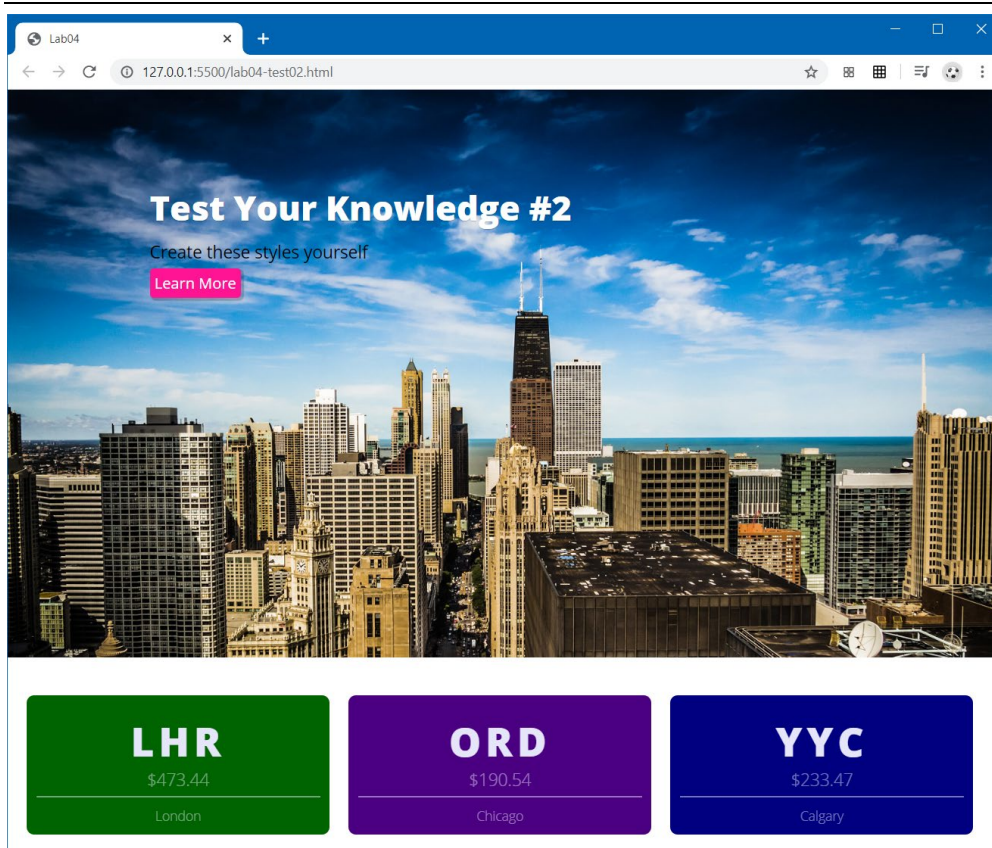 Lab04
127.0.0.1:5500/lab04-test02.html
Test Your Knowledge #2
Create these styles yourself
Learn More
LHR
$473.44
London
ORD
$190.54
Chicago
YYC
$233.47
Calgary